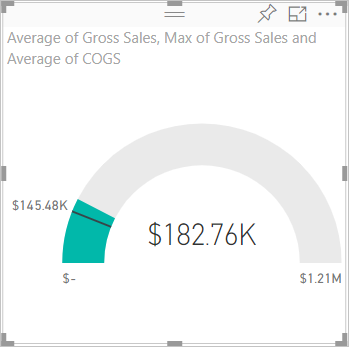 Average of Gross Sales, Max of Gross Sales and
Average of COGS
$145.48K
$182.76K
$-
$1.21M